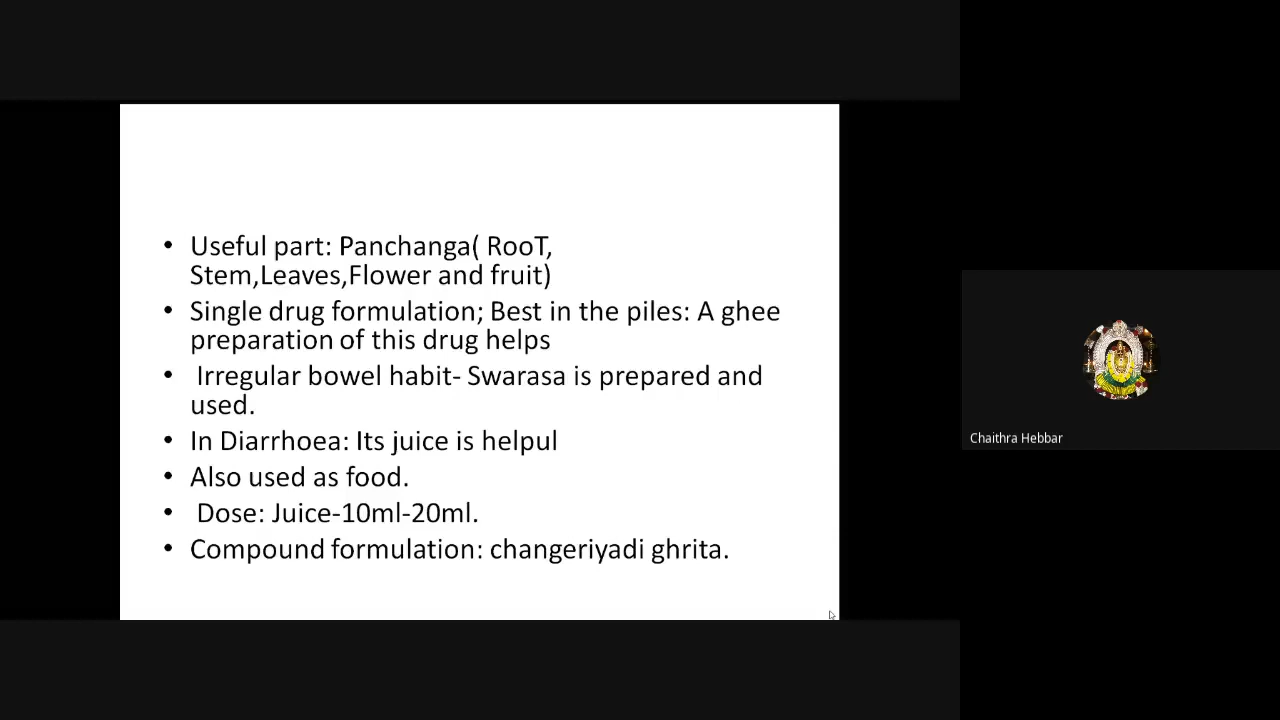 • Useful part: Panchanga( RooT,
Stem,Leaves,Flower and fruit)
• Single drug formulation; Best in the piles: A ghee
preparation of this drug helps
• Irregular bowel habit- Swarasa is prepared and
used.
• In Diarrhoea: Its juice is helpul
• Also used as food.
• Dose: Juice-10ml-20ml.
• Compound formulation: changeriyadi ghrita.
Chaithra Hebbar